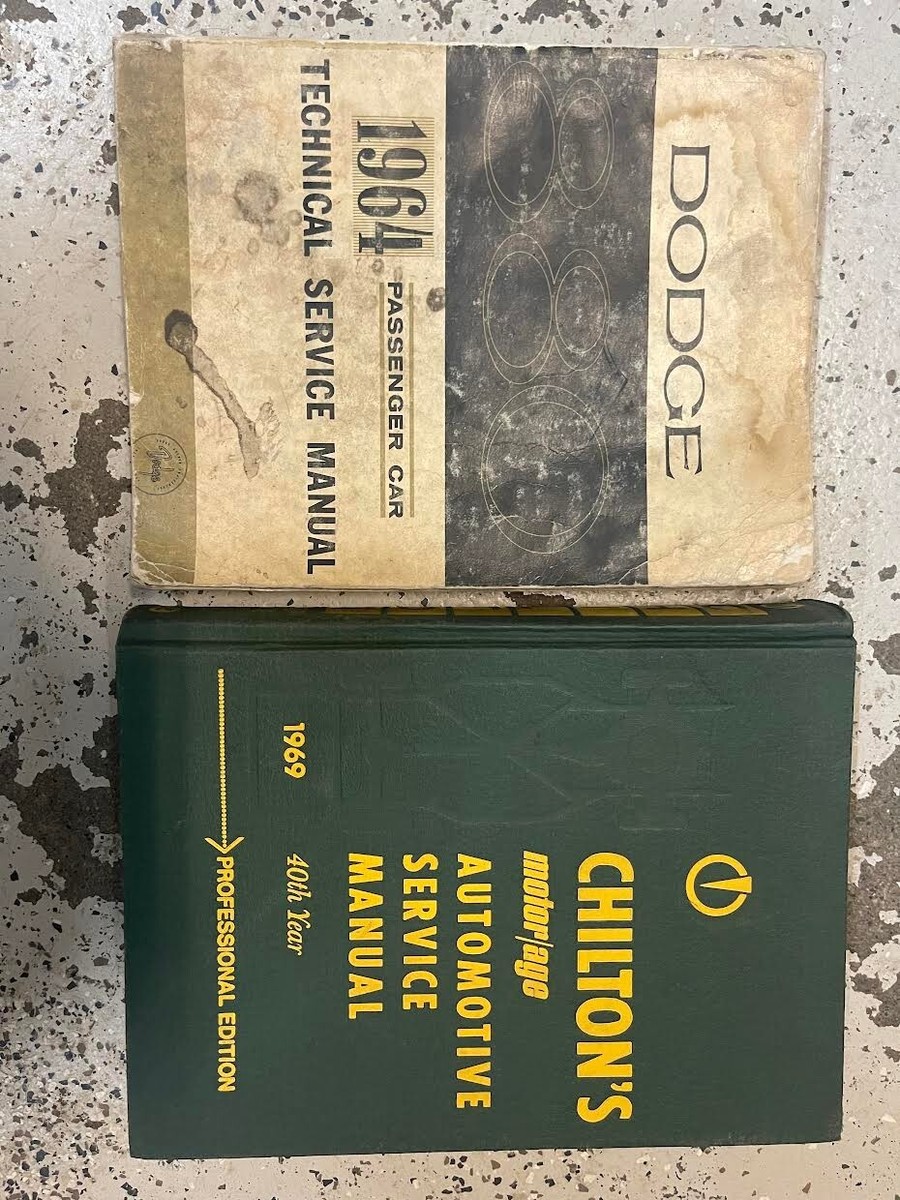 DODGE
880
1964
PASSENGER CAR
TECHNICAL SERVICE MANUAL
Dodge
CHILTON'S
motor/age
AUTOMOTIVE
SERVICE
MANUAL
1969 40th Year
PROFESSIONAL EDITION